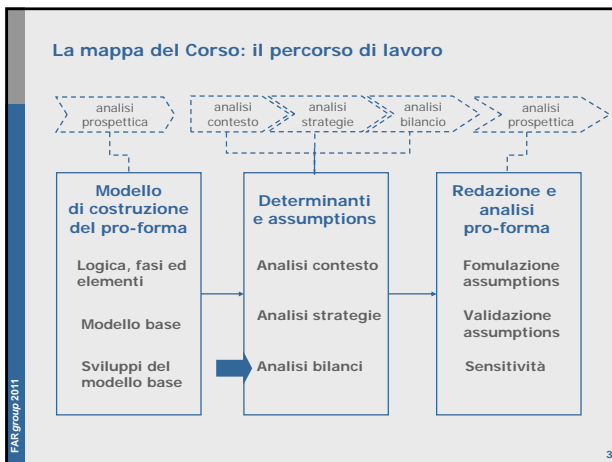 La mappa del Corso: il percorso di lavoro
analisi
prospettica
analisi
contesto
analisi
strategie
analisi
bilancio
analisi
prospettica
Modello
di costruzione
del pro-forma
Logica, fasi ed
elementi
Modello base
Sviluppi del
modello base
Determinanti
e assumptions
Analisi contesto
Analisi strategie
Analisi bilanci
Redazione e
analisi
pro-forma
Fomulazione
assumptions
Validazione
assumptions
Sensitività
FARgroup 2011
3